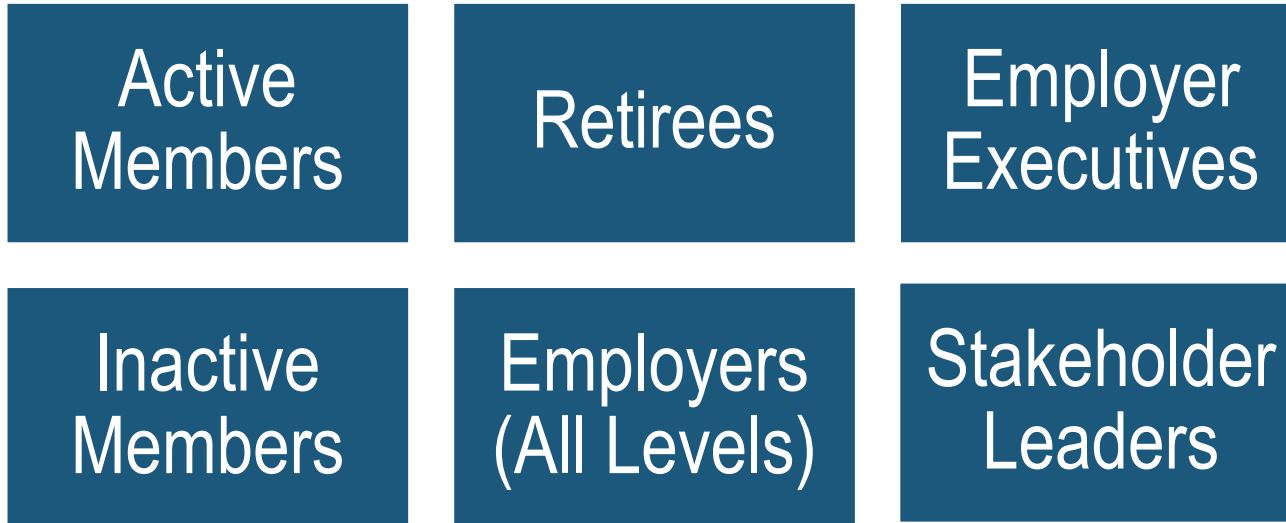 Active
Members
Retirees
Employer
Executives
Inactive
Members
Employers
(All Levels)
Stakeholder
Leaders